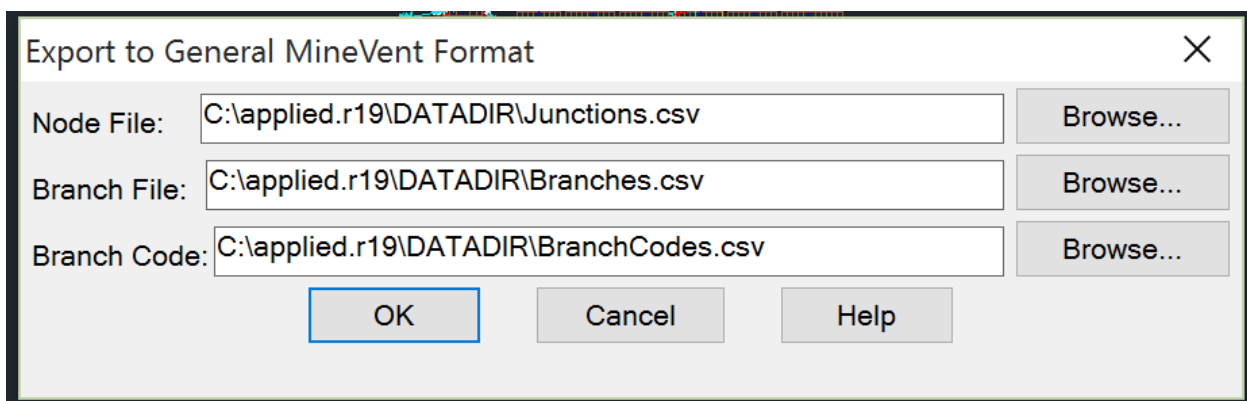 Export to General MineVent Format
Node File: C:\applied.r19\DATADIR\Junctions.csv Browse...
Branch File: C:\applied.r19\DATADIR\Branches.csv Browse...
Branch Code: C:\applied.r19\DATADIR\BranchCodes.csv Browse...
OK Cancel Help